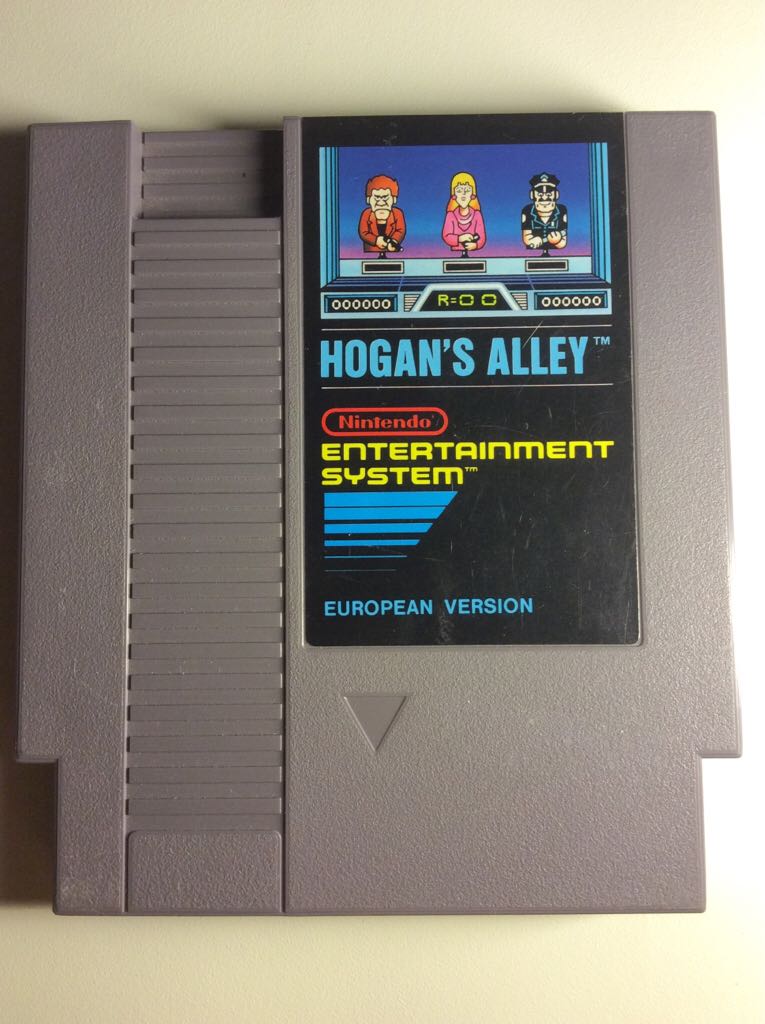 000000 R=00 000000
HOGAN'S ALLEY™
Nintendo®
ENTERTAINMENT
SYSTEM™
EUROPEAN VERSION